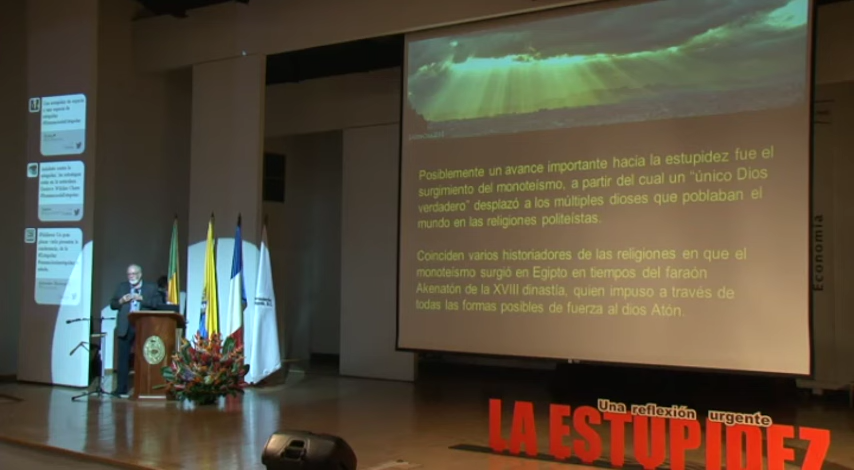 Posiblemente un avance importante hacia la estupidez fue el
surgimiento del monoteísmo, a partir del cual un “único Dios
verdadero” desplazó a los múltiples dioses que poblaban el
mundo en las religiones politeístas.
Coinciden varios historiadores de las religiones en que el
monoteísmo surgió en Egipto en tiempos del faraón
Akenatón de la XVIII dinastía, quien impuso a través de
todas las formas posibles de fuerza al dios Atón.
Economía
Una reflexión urgente
LA ESTUPIDEZ